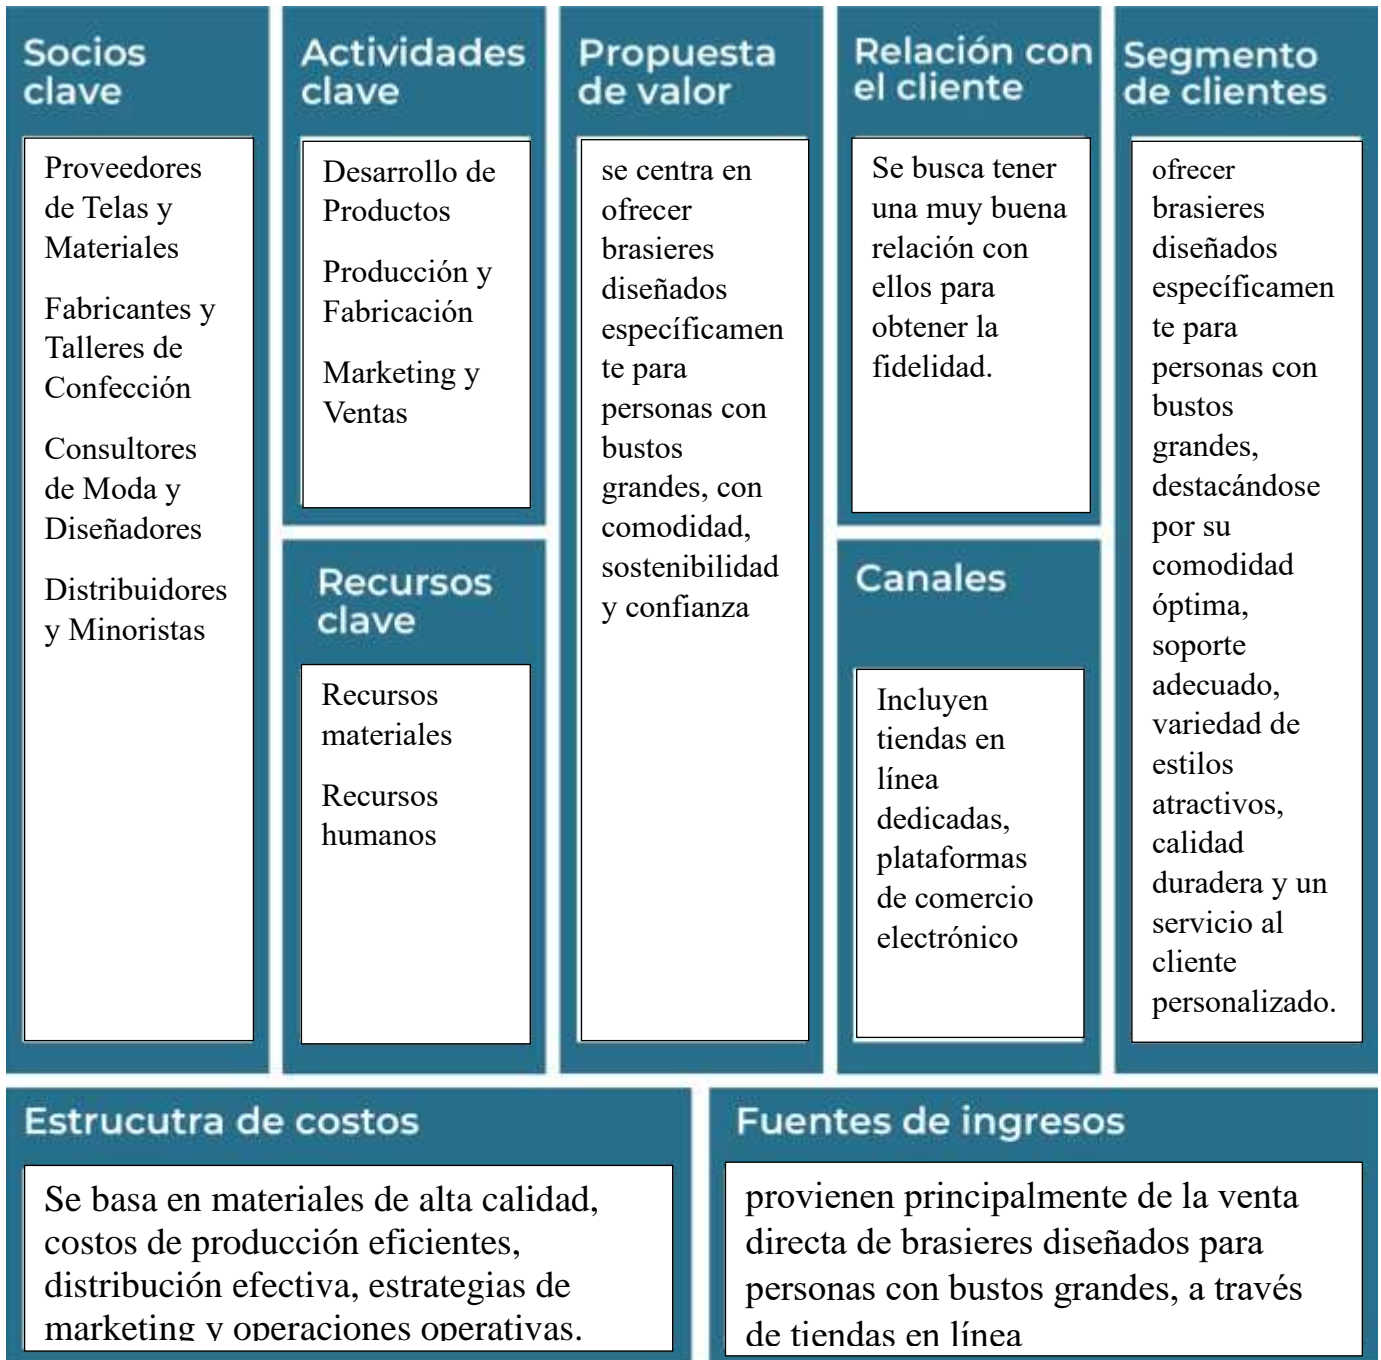 Socios
clave
Proveedores
de Telas y
Materiales
Fabricantes y
Talleres de
Confección
Consultores
de Moda y
Diseñadores
Distribuidores
y Minoristas
Actividades
clave
Desarrollo de
Productos
Producción y
Fabricación
Marketing y
Ventas
Recursos
clave
Recursos
materiales
Recursos
humanos
Propuesta
de valor
se centra en
ofrecer
brasieres
diseñados
específicamen
te para
personas con
bustos
grandes, con
comodidad,
sostenibilidad
y confianza
Relación con
el cliente
Se busca tener
una muy buena
relación con
ellos para
obtener la
fidelidad.
Canales
Incluyen
tiendas en
línea
dedicadas,
plataformas
de comercio
electrónico
Segmento
de clientes
ofrecer
brasieres
diseñados
específicamen
te para
personas con
bustos
grandes,
destacándose
por su
comodidad
óptima,
soporte
adecuado,
variedad de
estilos
atractivos,
calidad
duradera y un
servicio al
cliente
personalizado.
Estrucutra de costos
Se basa en materiales de alta calidad,
costos de producción eficientes,
distribución efectiva, estrategias de
marketing y operaciones operativas.
Fuentes de ingresos
provienen principalmente de la venta
directa de brasieres diseñados para
personas con bustos grandes, a través
de tiendas en línea